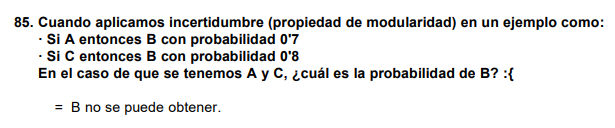 85. Cuando aplicamos incertidumbre (propiedad de modularidad) en un ejemplo como:
· Si A entonces B con probabilidad 0'7
· Si C entonces B con probabilidad 0'8
En el caso de que se tenemos A y C, ¿cuál es la probabilidad de B? :{
= B no se puede obtener.